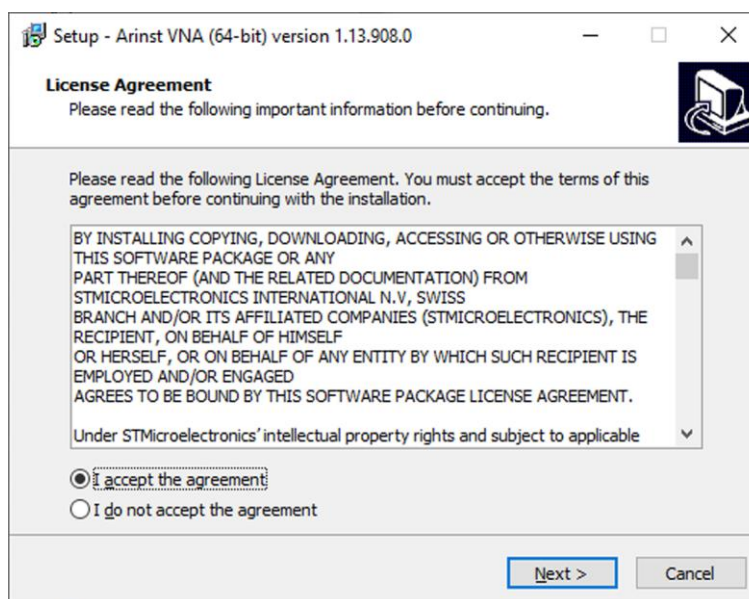 Setup - Arinst VNA (64-bit) version 1.13.908.0
License Agreement
Please read the following important information before continuing.
Please read the following License Agreement. You must accept the terms of this
agreement before continuing with the installation.
BY INSTALLING COPYING, DOWNLOADING, ACCESSING OR OTHERWISE USING
THIS SOFTWARE PACKAGE OR ANY
PART THEREOF (AND THE RELATED DOCUMENTATION) FROM
STMICROELECTRONICS INTERNATIONAL N.V, SWISS
BRANCH AND/OR ITS AFFILIATED COMPANIES (STMICROELECTRONICS), THE
RECIPIENT, ON BEHALF OF HIMSELF
OR HERSELF, OR ON BEHALF OF ANY ENTITY BY WHICH SUCH RECIPIENT IS
EMPLOYED AND/OR ENGAGED
AGREES TO BE BOUND BY THIS SOFTWARE PACKAGE LICENSE AGREEMENT.
Under STMicroelectronics’ intellectual property rights and subject to applicable
I accept the agreement
I do not accept the agreement
Next >
Cancel